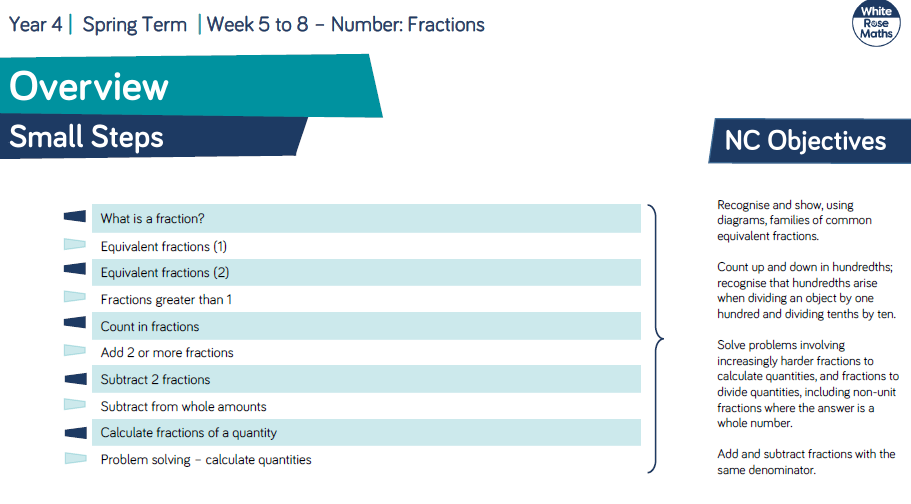 Year 4 | Spring Term | Week 5 to 8 – Number: Fractions
White
Rose
Maths
Overview
Small Steps
NC Objectives
What is a fraction?
Equivalent fractions (1)
Equivalent fractions (2)
Fractions greater than 1
Count in fractions
Add 2 or more fractions
Subtract 2 fractions
Subtract from whole amounts
Calculate fractions of a quantity
Problem solving – calculate quantities
Recognise and show, using
diagrams, families of common
equivalent fractions.
Count up and down in hundredths;
recognise that hundredths arise
when dividing an object by one
hundred and dividing tenths by ten.
Solve problems involving
increasingly harder fractions to
calculate quantities, and fractions to
divide quantities, including non-unit
fractions where the answer is a
whole number.
Add and subtract fractions with the
same denominator.